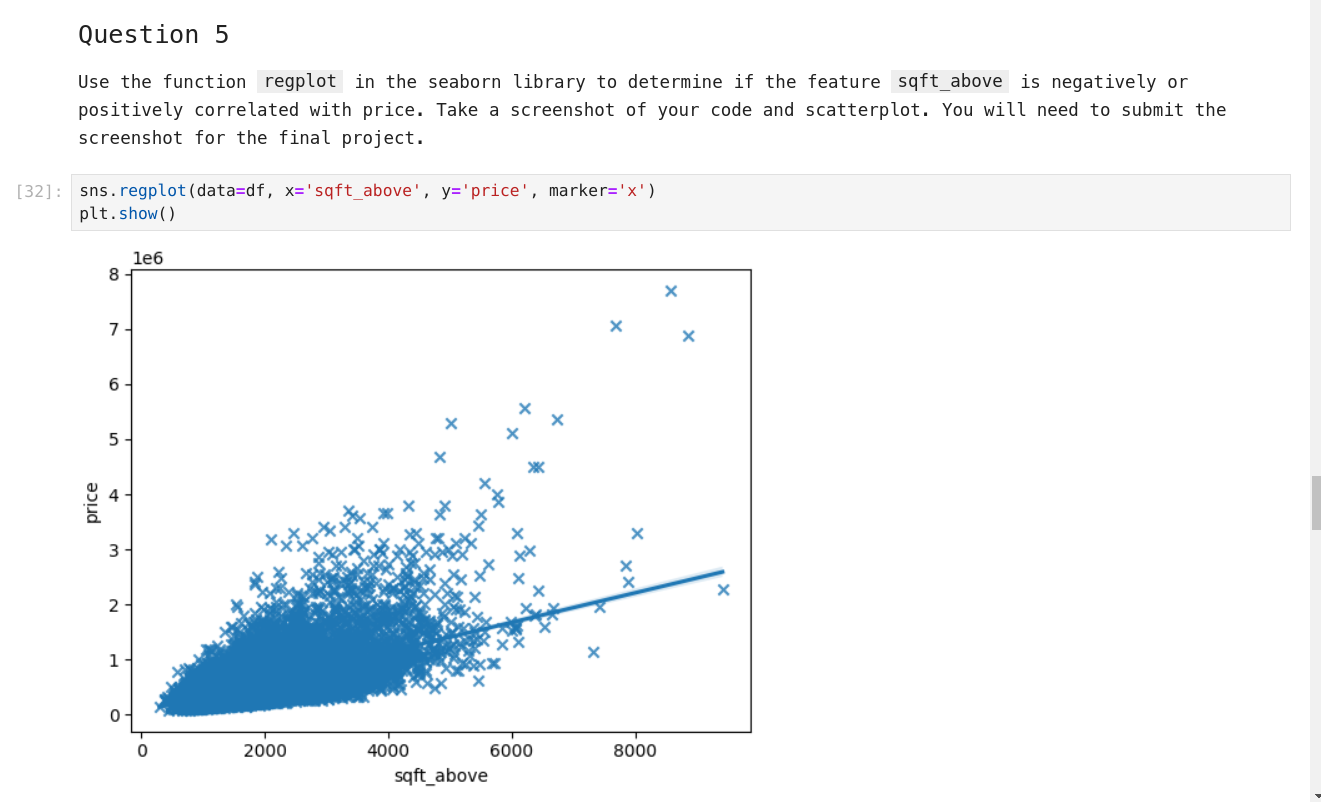 Question 5
Use the function regplot in the seaborn library to determine if the feature sqft_above is negatively or
positively correlated with price. Take a screenshot of your code and scatterplot. You will need to submit the
screenshot for the final project.
[32]: sns.regplot(data=df, x='sqft_above', y='price', marker='x')
plt.show()
1e6
8
7
6
5
4
3
2
1
0
price
0 2000 4000 6000 8000
sqft_above